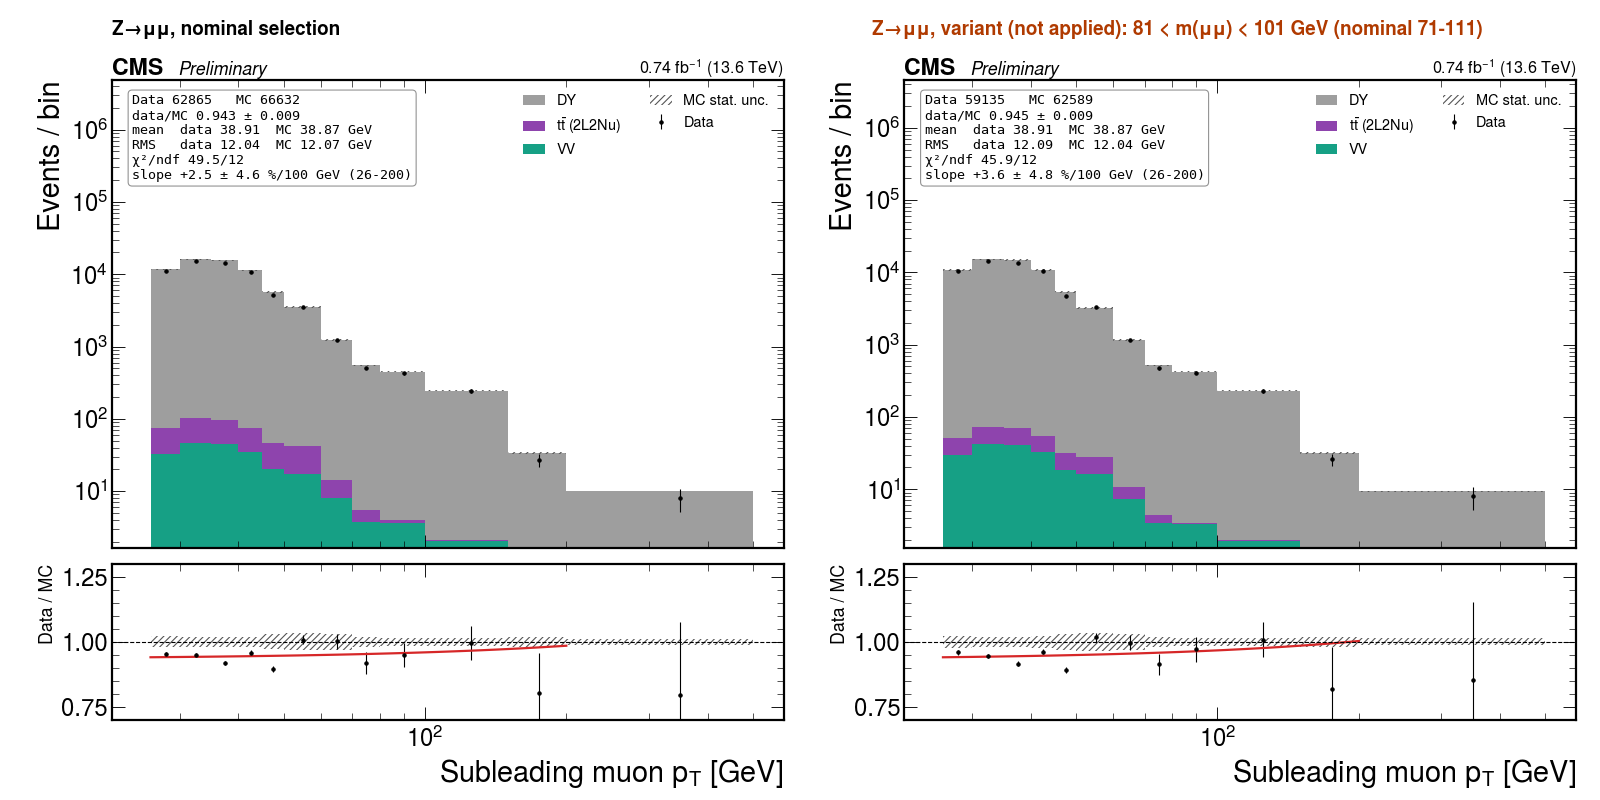 Z→μμ, nominal selection
CMS Preliminary 0.74 fb⁻¹ (13.6 TeV)
Data 62865 MC 66632
data/MC 0.943 ± 0.009
mean data 38.91 MC 38.87 GeV
RMS data 12.04 MC 12.07 GeV
χ²/ndf 49.5/12
slope +2.5 ± 4.6 %/100 GeV (26-200)
DY
tt̄ (2L2Nu)
VV
MC stat. unc.
Data
Events / bin
10⁶
10⁵
10⁴
10³
10²
10¹
Data / MC
1.25
1.00
0.75
10²
Subleading muon p_T [GeV]
Z→μμ, variant (not applied): 81 < m(μμ) < 101 GeV (nominal 71-111)
CMS Preliminary 0.74 fb⁻¹ (13.6 TeV)
Data 59135 MC 62589
data/MC 0.945 ± 0.009
mean data 38.91 MC 38.87 GeV
RMS data 12.09 MC 12.04 GeV
χ²/ndf 45.9/12
slope +3.6 ± 4.8 %/100 GeV (26-200)
DY
tt̄ (2L2Nu)
VV
MC stat. unc.
Data
Events / bin
10⁶
10⁵
10⁴
10³
10²
10¹
Data / MC
1.25
1.00
0.75
10²
Subleading muon p_T [GeV]